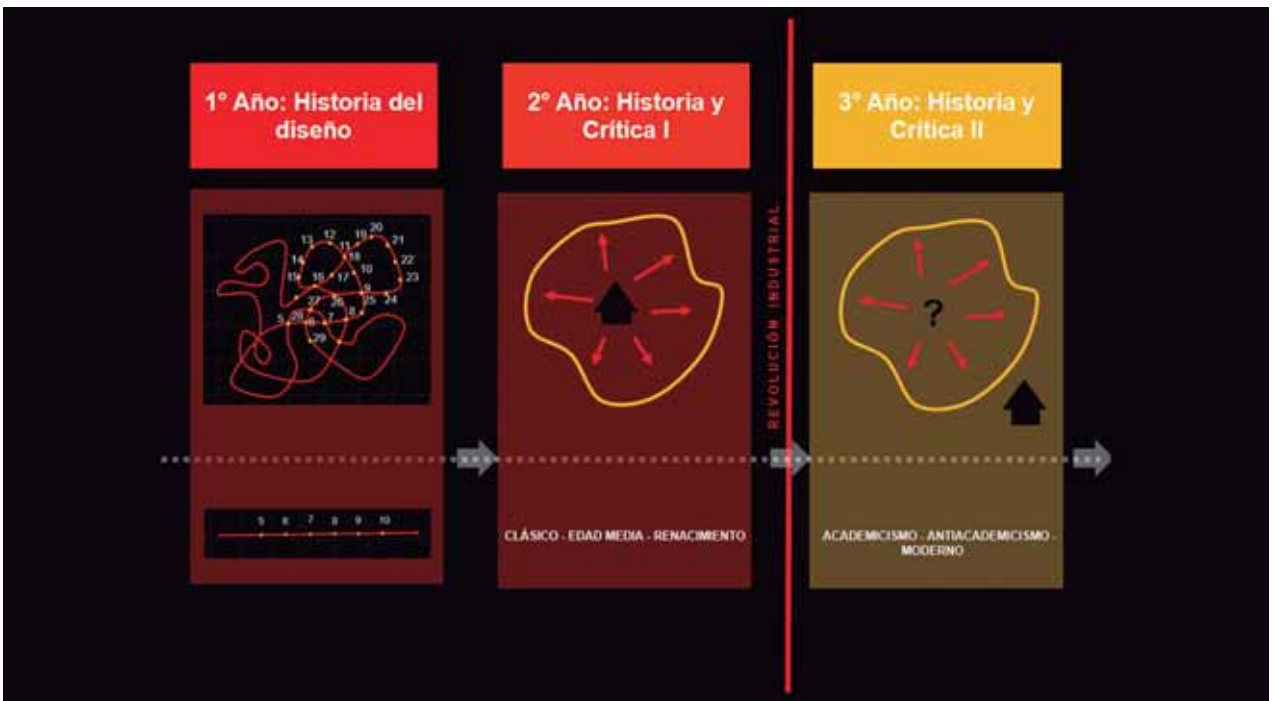 1° Año: Historia del
diseño
2° Año: Historia y
Crítica I
3° Año: Historia y
Crítica II
REVOLUCIÓN INDUSTRIAL
13
12
11
19
20
21
14
18
22
15
16
17
10
23
9
27
26
25
24
5
28
6
7
8
29
?
5 6 7 8 9 10
CLÁSICO - EDAD MEDIA - RENACIMIENTO
ACADEMICISMO - ANTIACADEMICISMO -
MODERNO